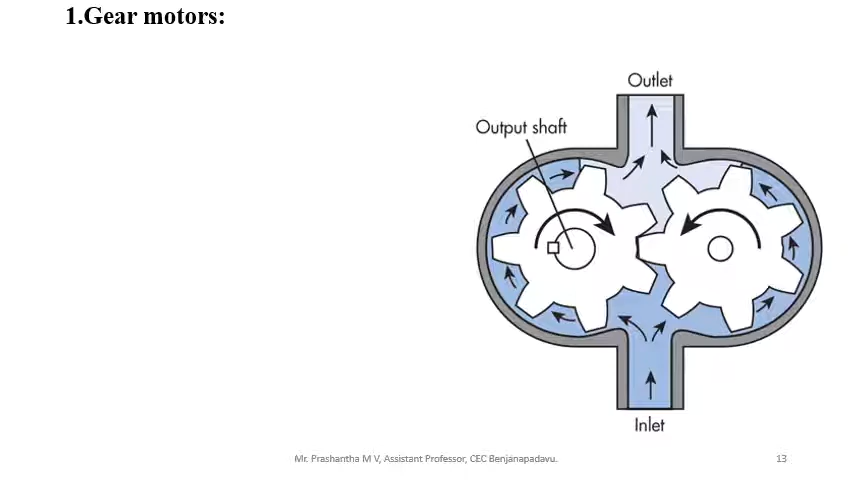 1.Gear motors:
Outlet
Output shaft
Inlet
Mr. Prashantha M V, Assistant Professor, CEC Benjanapadavu.
13